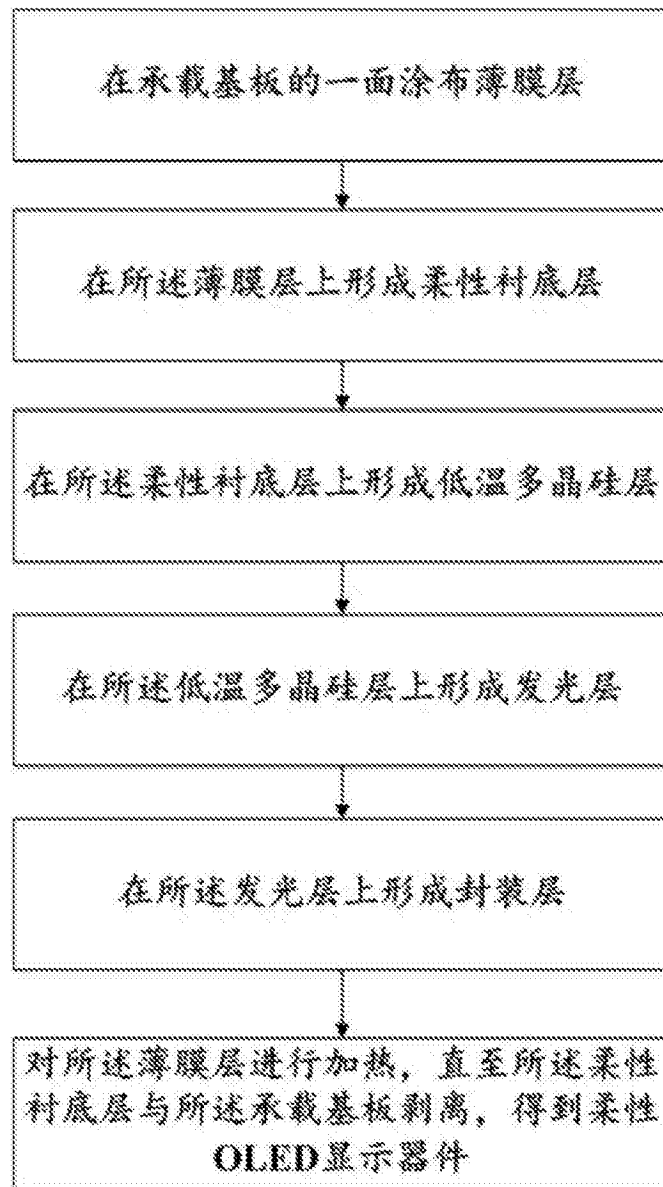 在承载基板的一面涂布薄膜层
在所述薄膜层上形成柔性衬底层
在所述柔性衬底层上形成低温多晶硅层
在所述低温多晶硅层上形成发光层
在所述发光层上形成封装层
对所述薄膜层进行加热，直至所述柔性
衬底层与所述承载基板剥离，得到柔性
OLED显示器件